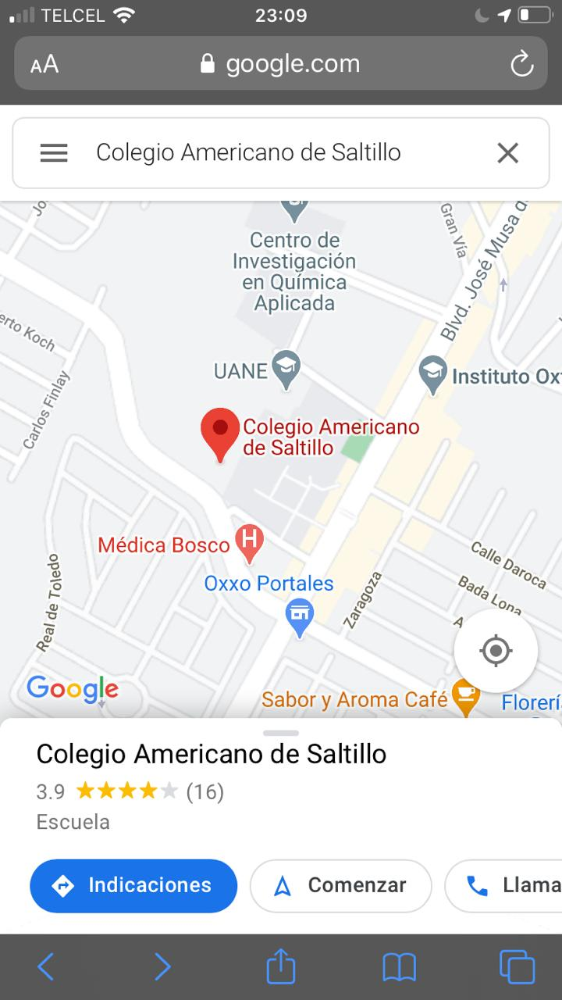 TELCEL
23:09
AA
google.com
Colegio Americano de Saltillo
Gran Vía
Blvd. José Musa d
Centro de
Investigación
en Química
Aplicada
erto Koch
Carlos Finlay
UANE
Instituto Ox
Colegio Americano
de Saltillo
Médica Bosco
H
Oxxo Portales
Calle Daroca
Bada Lona
A
Zaragoza
Real de Toledo
Google
Sabor y Aroma Café
Florerí
Colegio Americano de Saltillo
3.9 (16)
Escuela
Indicaciones
Comenzar
Llama